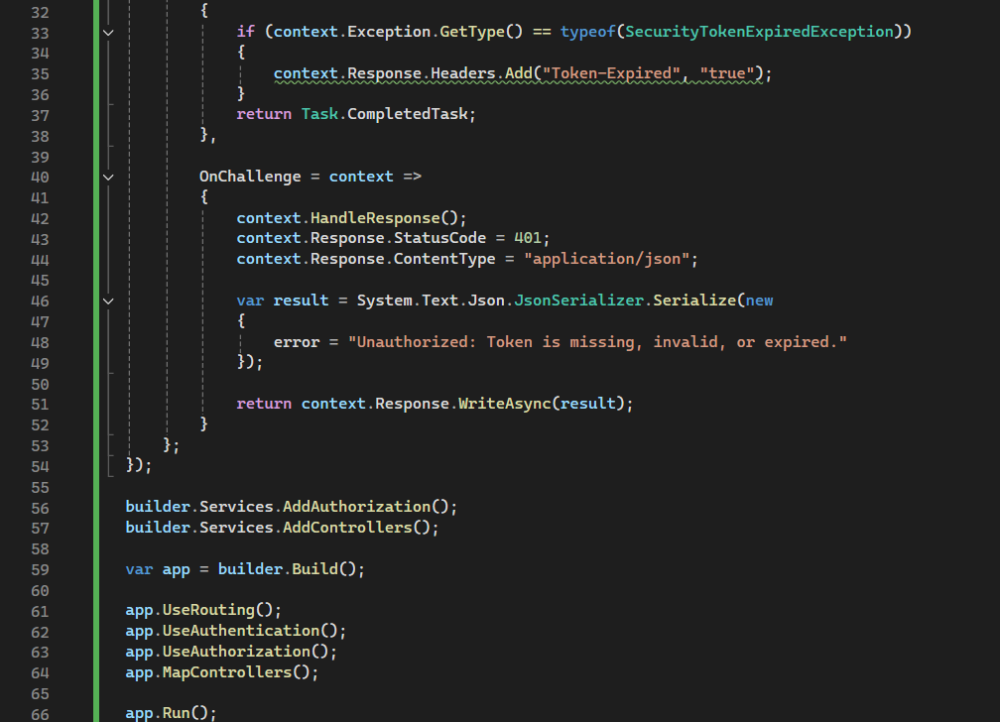 32 {
33 if (context.Exception.GetType() == typeof(SecurityTokenExpiredException))
34 {
35 context.Response.Headers.Add("Token-Expired", "true");
36 }
37 return Task.CompletedTask;
38 },
39
40 OnChallenge = context =>
41 {
42 context.HandleResponse();
43 context.Response.StatusCode = 401;
44 context.Response.ContentType = "application/json";
45
46 var result = System.Text.Json.JsonSerializer.Serialize(new
47 {
48 error = "Unauthorized: Token is missing, invalid, or expired."
49 });
50
51 return context.Response.WriteAsync(result);
52 }
53 };
54 });
55
56 builder.Services.AddAuthorization();
57 builder.Services.AddControllers();
58
59 var app = builder.Build();
60
61 app.UseRouting();
62 app.UseAuthentication();
63 app.UseAuthorization();
64 app.MapControllers();
65
66 app.Run();